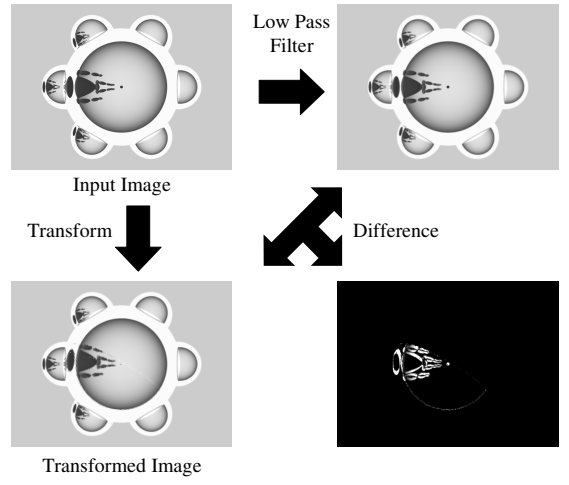 Low Pass
Filter
Input Image
Transform
Difference
Transformed Image